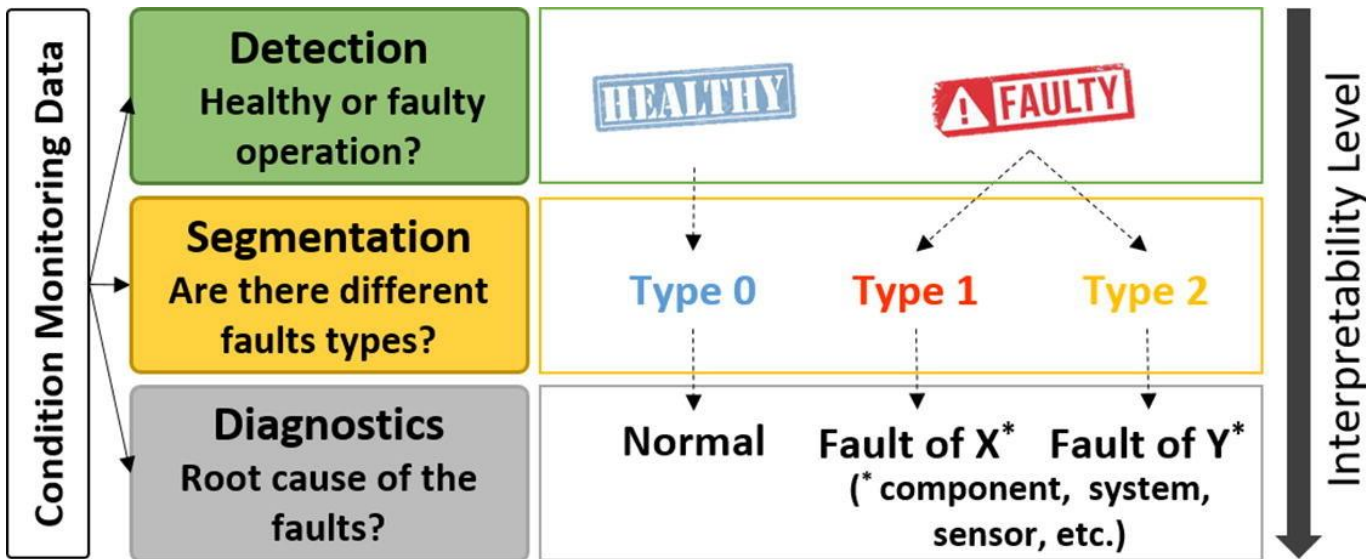 Condition Monitoring Data
Detection
Healthy or faulty
operation?
HEALTHY
FAULTY
Segmentation
Are there different
faults types?
Type 0
Type 1
Type 2
Diagnostics
Root cause of the
faults?
Normal
Fault of X*
Fault of Y*
(* component, system,
sensor, etc.)
Interpretability Level